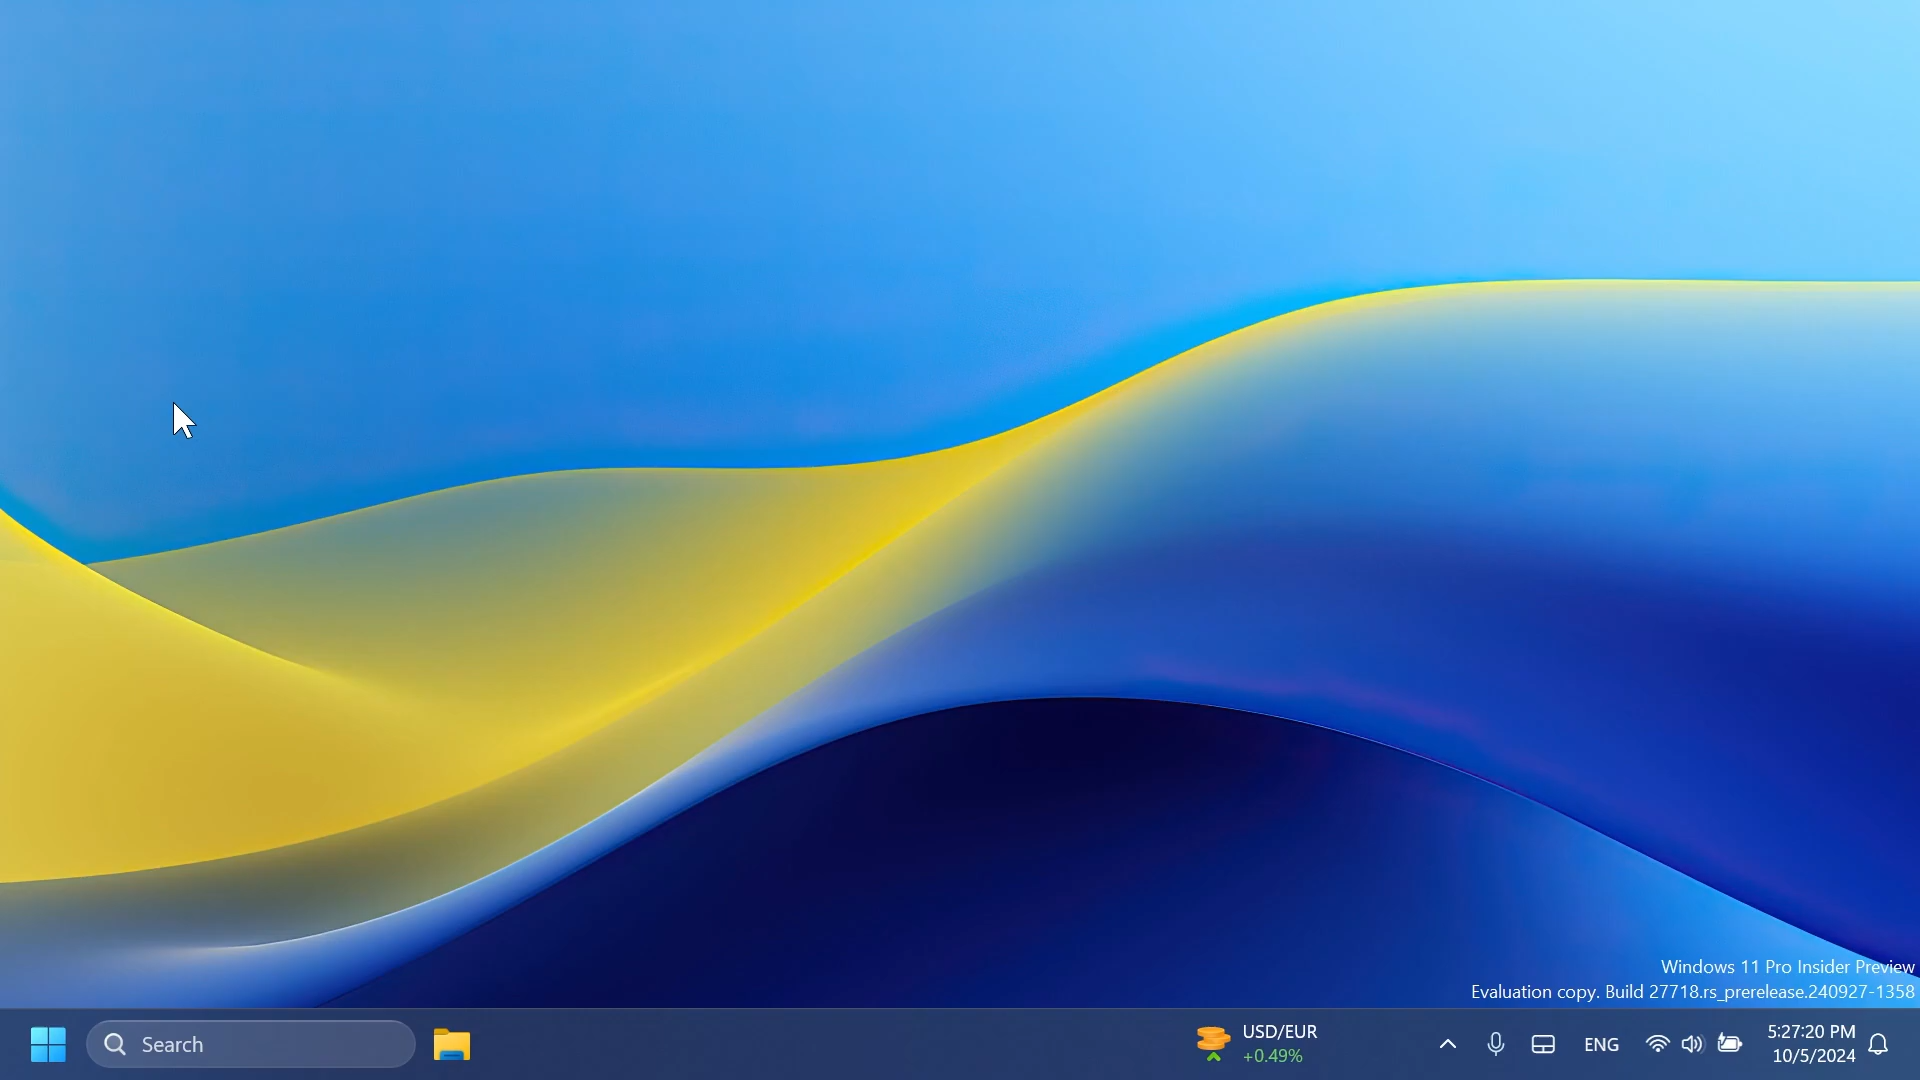 Windows 11 Pro Insider Preview
Evaluation copy. Build 27718.rs_prerelease.240927-1358
Search
USD/EUR
+0.49%
ENG
5:27:20 PM
10/5/2024